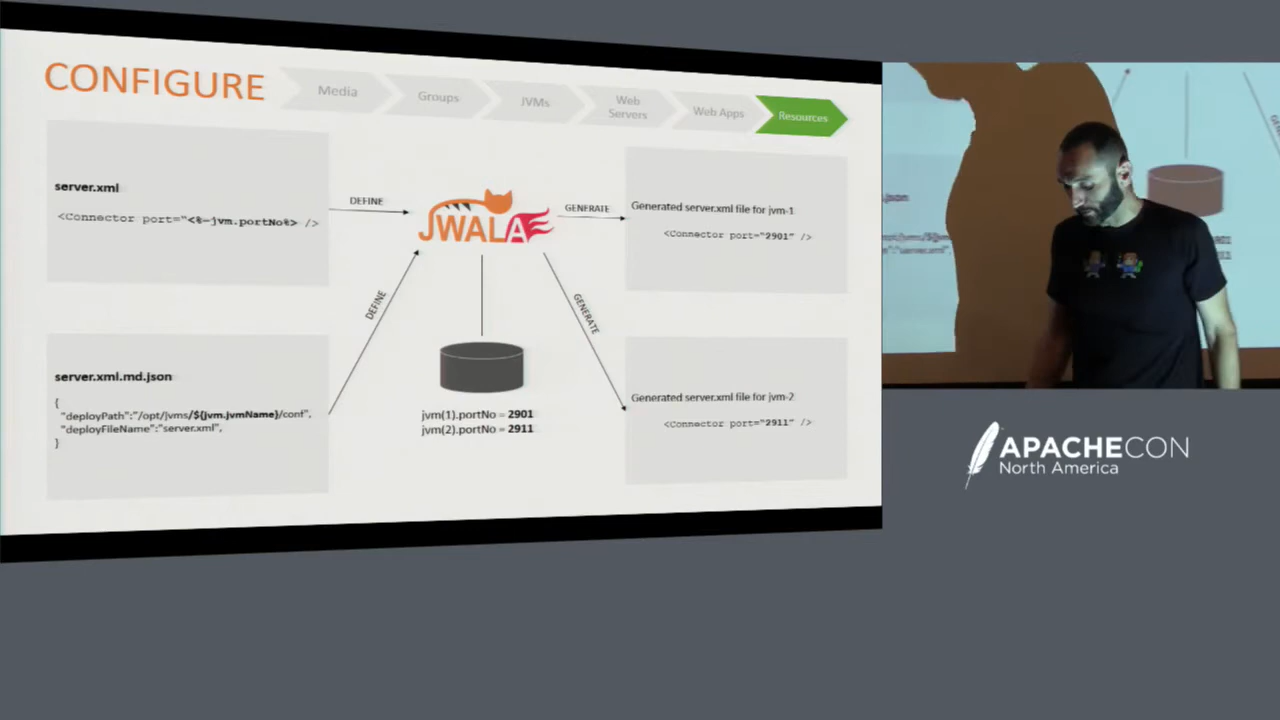 CONFIGURE
Media
Groups
JVMs
Web
Servers
Web Apps
Resources
server.xml
<Connector port="<%=jvm.portNo%> />
DEFINE
JWALA
GENERATE
Generated server.xml file for jvm-1
<Connector port="2901" />
DEFINE
GENERATE
server.xml.md.json
{
"deployPath":"/opt/jvms/${jvm.jvmName}/conf",
"deployFileName":"server.xml",
}
jvm(1).portNo = 2901
jvm(2).portNo = 2911
Generated server.xml file for jvm-2
<Connector port="2911" />
APACHECON
North America